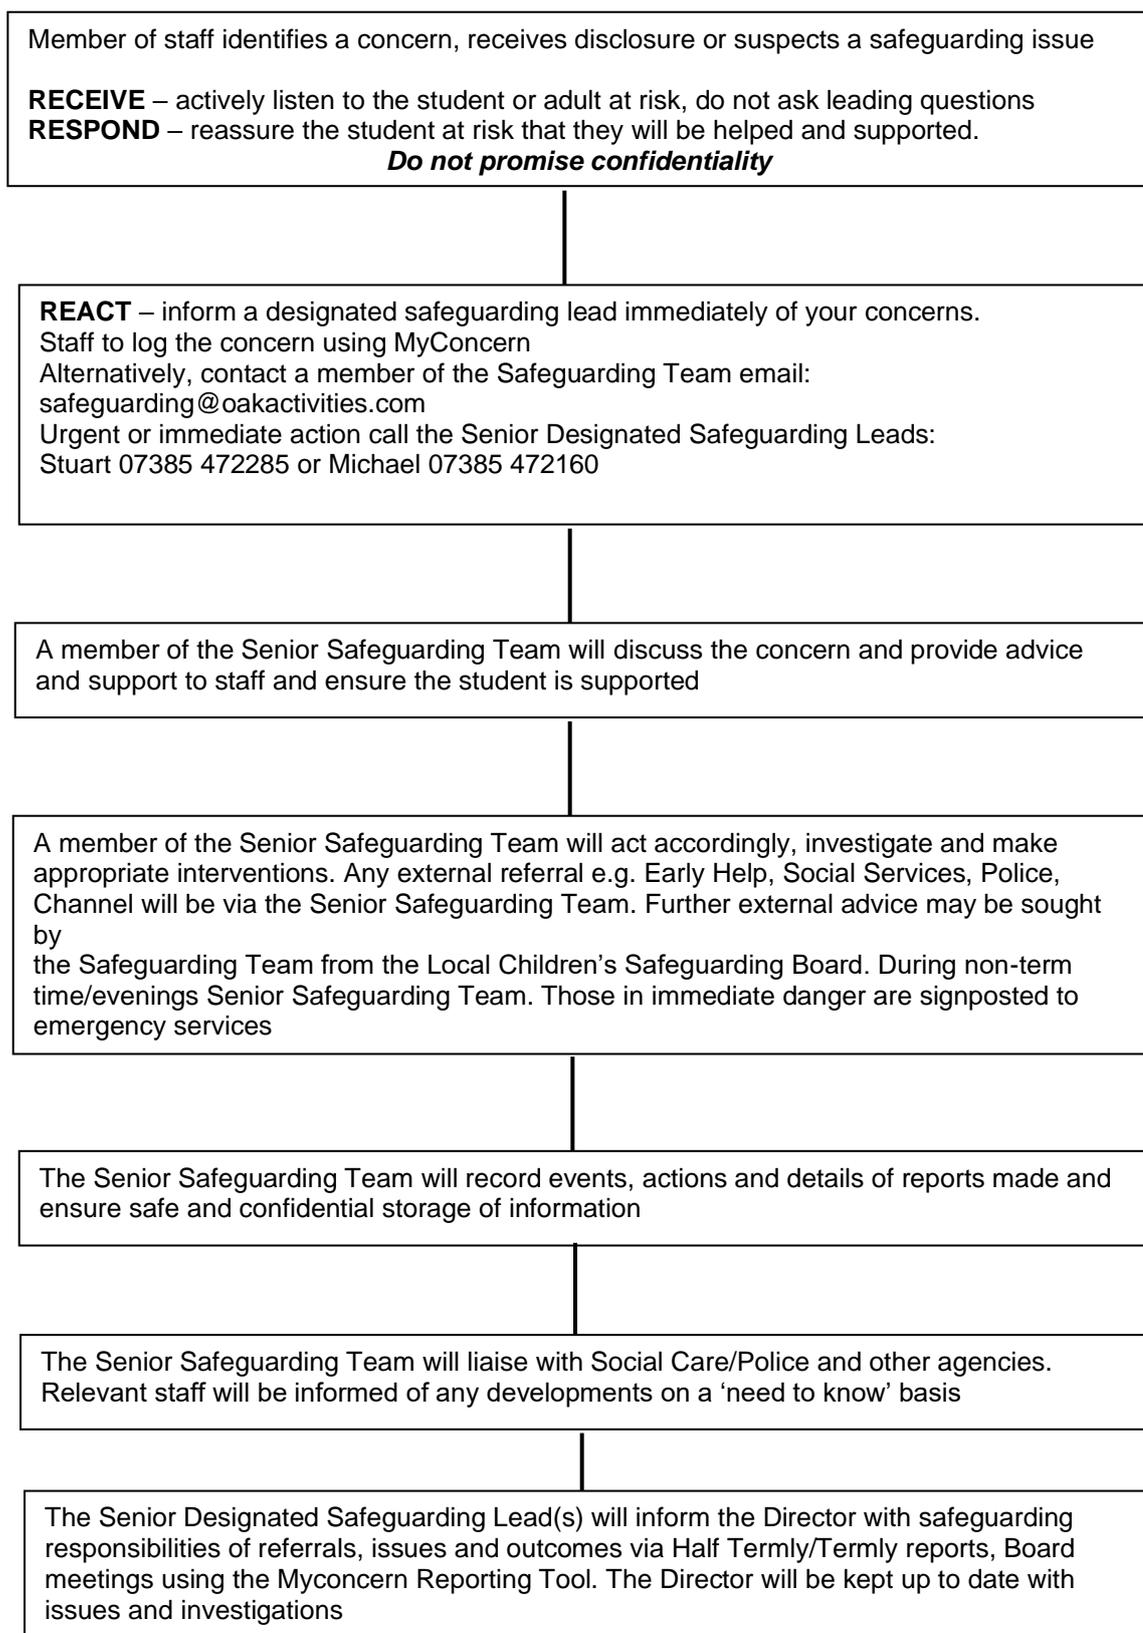 Member of staff identifies a concern, receives disclosure or suspects a safeguarding issue
RECEIVE – actively listen to the student or adult at risk, do not ask leading questions
RESPOND – reassure the student at risk that they will be helped and supported.
Do not promise confidentiality
REACT – inform a designated safeguarding lead immediately of your concerns.
Staff to log the concern using MyConcern
Alternatively, contact a member of the Safeguarding Team email:
safeguarding@oakactivities.com
Urgent or immediate action call the Senior Designated Safeguarding Leads:
Stuart 07385 472285 or Michael 07385 472160
A member of the Senior Safeguarding Team will discuss the concern and provide advice
and support to staff and ensure the student is supported
A member of the Senior Safeguarding Team will act accordingly, investigate and make
appropriate interventions. Any external referral e.g. Early Help, Social Services, Police,
Channel will be via the Senior Safeguarding Team. Further external advice may be sought
by
the Safeguarding Team from the Local Children’s Safeguarding Board. During non-term
time/evenings Senior Safeguarding Team. Those in immediate danger are signposted to
emergency services
The Senior Safeguarding Team will record events, actions and details of reports made and
ensure safe and confidential storage of information
The Senior Safeguarding Team will liaise with Social Care/Police and other agencies.
Relevant staff will be informed of any developments on a ‘need to know’ basis
The Senior Designated Safeguarding Lead(s) will inform the Director with safeguarding
responsibilities of referrals, issues and outcomes via Half Termly/Termly reports, Board
meetings using the Myconcern Reporting Tool. The Director will be kept up to date with
issues and investigations